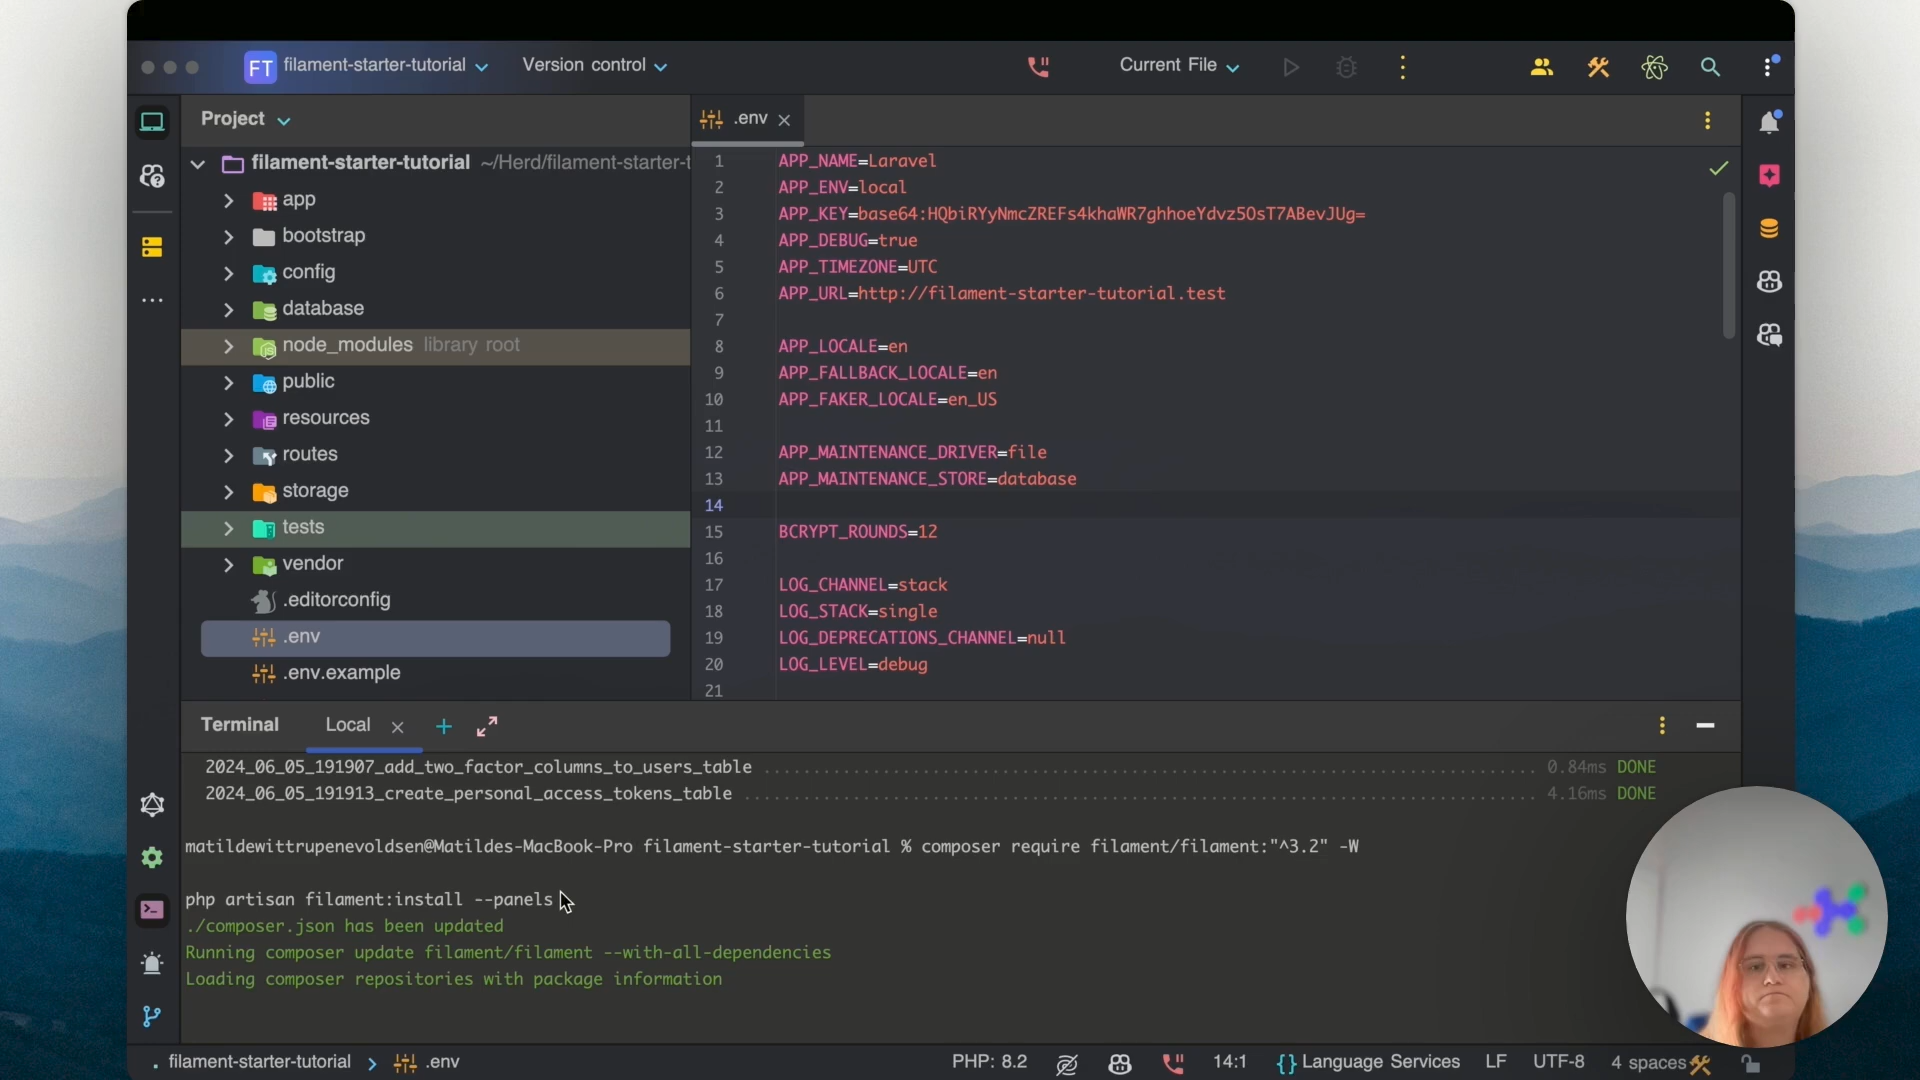 FT filament-starter-tutorial Version control Current File
Project
.env
filament-starter-tutorial ~/Herd/filament-starter-t
app
bootstrap
config
database
node_modules library root
public
resources
routes
storage
tests
vendor
.editorconfig
.env
.env.example
1 APP_NAME=Laravel
2 APP_ENV=local
3 APP_KEY=base64:HQbiRYyNmcZREFs4khaWR7ghhoeYdvz5OsT7ABevJUg=
4 APP_DEBUG=true
5 APP_TIMEZONE=UTC
6 APP_URL=http://filament-starter-tutorial.test
7
8 APP_LOCALE=en
9 APP_FALLBACK_LOCALE=en
10 APP_FAKER_LOCALE=en_US
11
12 APP_MAINTENANCE_DRIVER=file
13 APP_MAINTENANCE_STORE=database
14
15 BCRYPT_ROUNDS=12
16
17 LOG_CHANNEL=stack
18 LOG_STACK=single
19 LOG_DEPRECATIONS_CHANNEL=null
20 LOG_LEVEL=debug
21
Terminal Local
2024_06_05_191907_add_two_factor_columns_to_users_table ........ 0.84ms DONE
2024_06_05_191913_create_personal_access_tokens_table ........ 4.16ms DONE
matildewittrupenevoldsen@Matildes-MacBook-Pro filament-starter-tutorial % composer require filament/filament:"^3.2" -W
php artisan filament:install --panels
./composer.json has been updated
Running composer update filament/filament --with-all-dependencies
Loading composer repositories with package information
filament-starter-tutorial .env PHP: 8.2 14:1 {} Language Services LF UTF-8 4 spaces